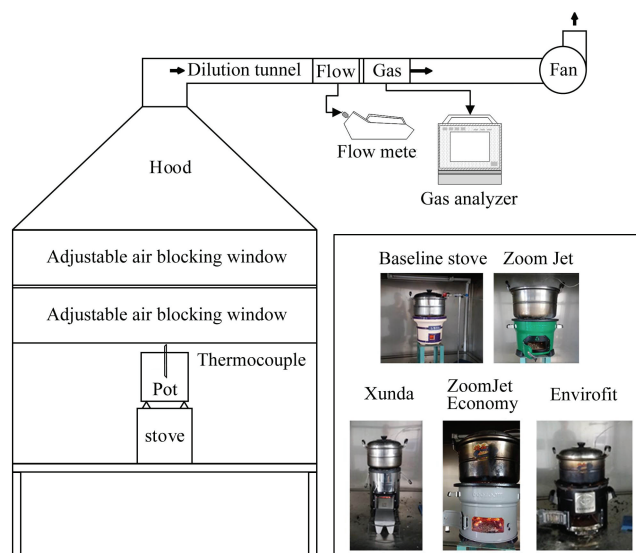 Dilution tunnel
Flow
Gas
Fan
Flow mete
Gas analyzer
Hood
Adjustable air blocking window
Adjustable air blocking window
Thermocouple
Pot
stove
Baseline stove
Zoom Jet
Xunda
ZoomJet
Economy
Envirofit